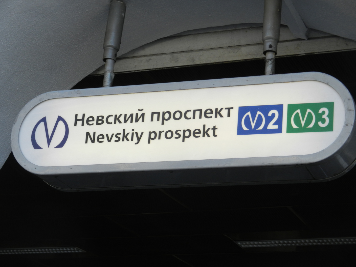 Невский проспект
Nevskiy prospekt
2 3